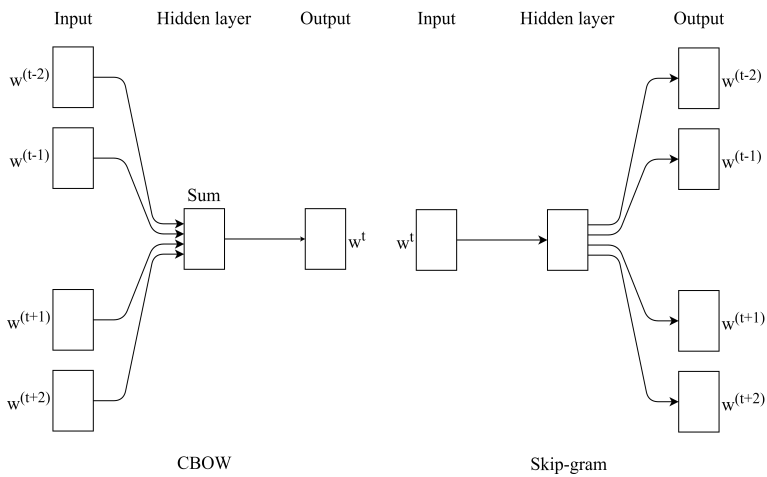 Input Hidden layer Output Input Hidden layer Output
w(t-2) w(t-2)
w(t-1) w(t-1)
Sum
wt wt
w(t+1) w(t+1)
w(t+2) w(t+2)
CBOW Skip-gram